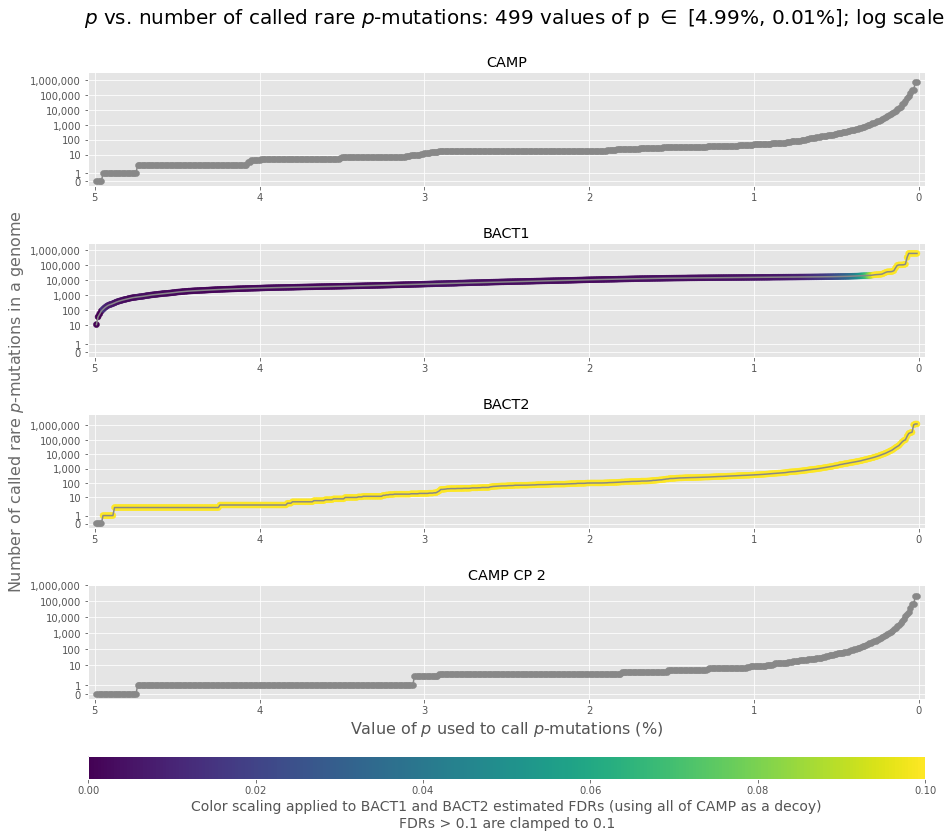 p vs. number of called rare p-mutations: 499 values of p ∈ [4.99%, 0.01%]; log scale
Number of called rare p-mutations in a genome
CAMP
1,000,000
100,000
10,000
1,000
100
10
1
0
5 4 3 2 1 0
BACT1
1,000,000
100,000
10,000
1,000
100
10
1
0
5 4 3 2 1 0
BACT2
1,000,000
100,000
10,000
1,000
100
10
1
0
5 4 3 2 1 0
CAMP CP 2
1,000,000
100,000
10,000
1,000
100
10
1
0
5 4 3 2 1 0
Value of p used to call p-mutations (%)
0.00 0.02 0.04 0.06 0.08 0.10
Color scaling applied to BACT1 and BACT2 estimated FDRs (using all of CAMP as a decoy)
FDRs > 0.1 are clamped to 0.1